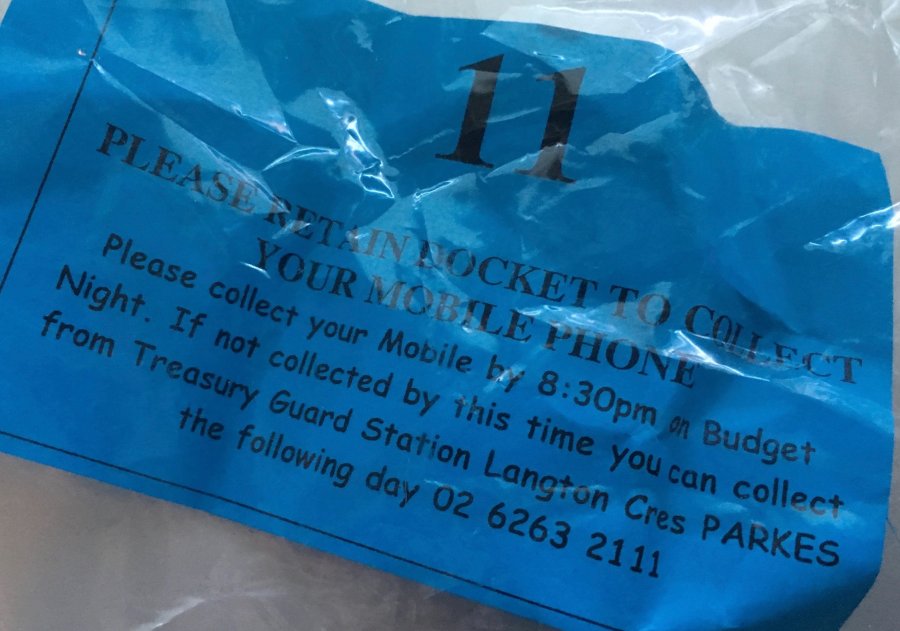 11
PLEASE RETAIN DOCKET TO COLLECT
YOUR MOBILE PHONE
Please collect your Mobile by 8:30pm on Budget
Night. If not collected by this time you can collect
from Treasury Guard Station Langton Cres PARKES
the following day 02 6263 2111